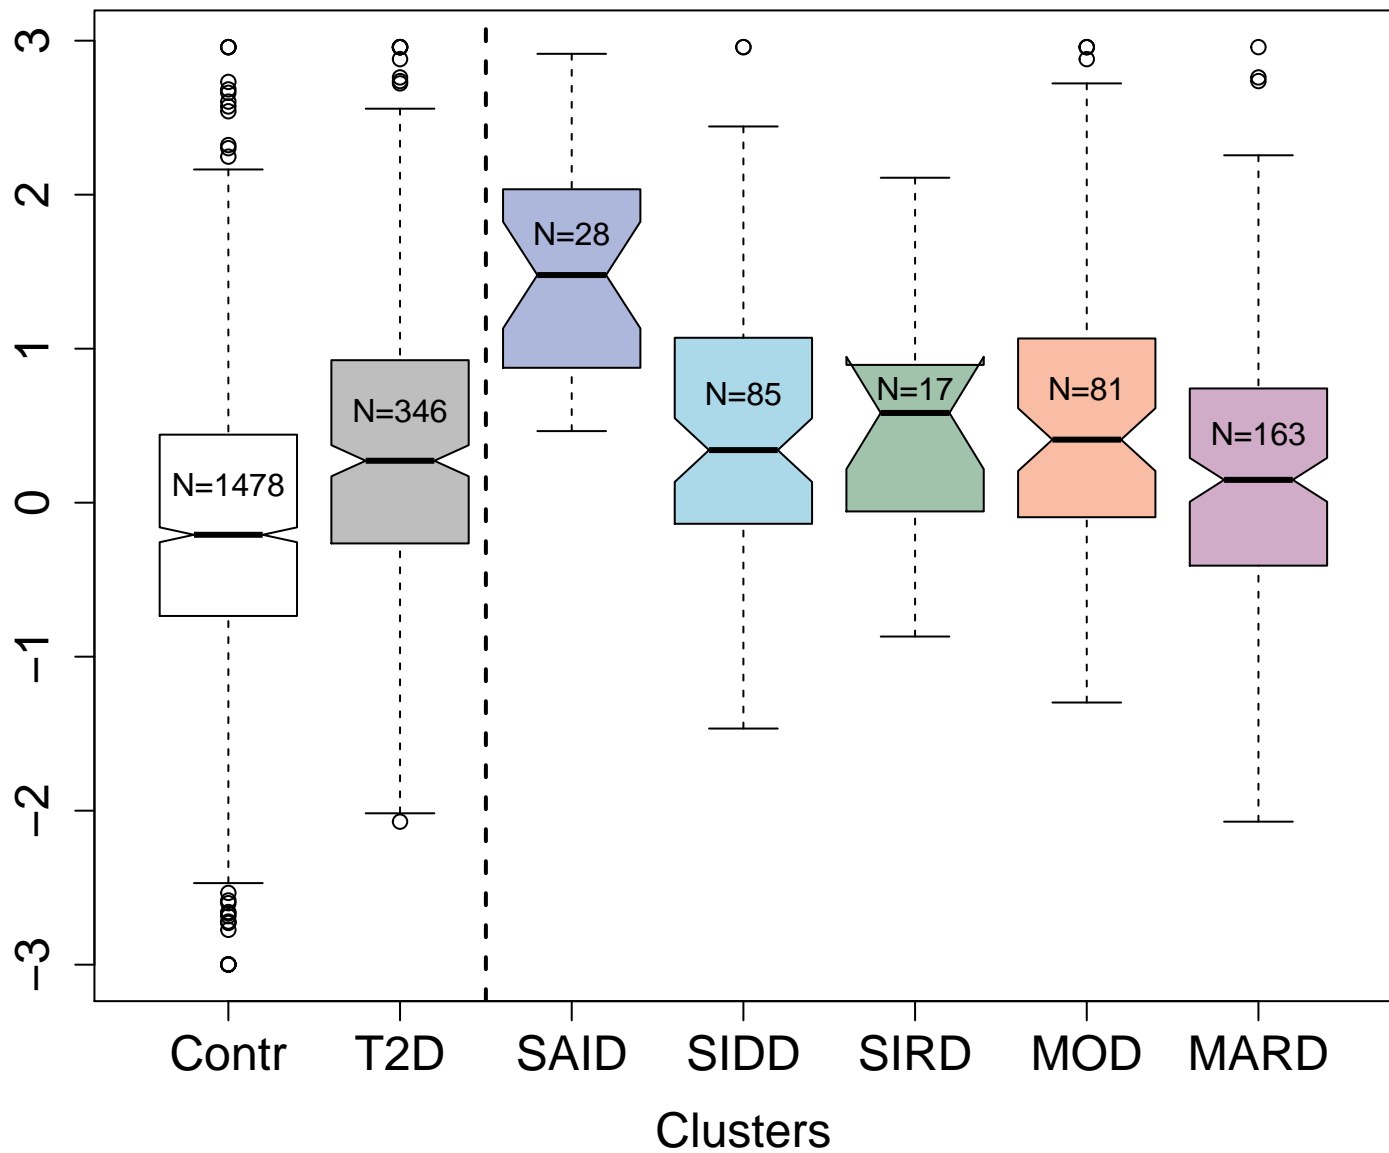 3
2
1
0
−1
−2
−3
N=1478
N=346
N=28
N=85
N=17
N=81
N=163
Contr T2D SAID SIDD SIRD MOD MARD
Clusters